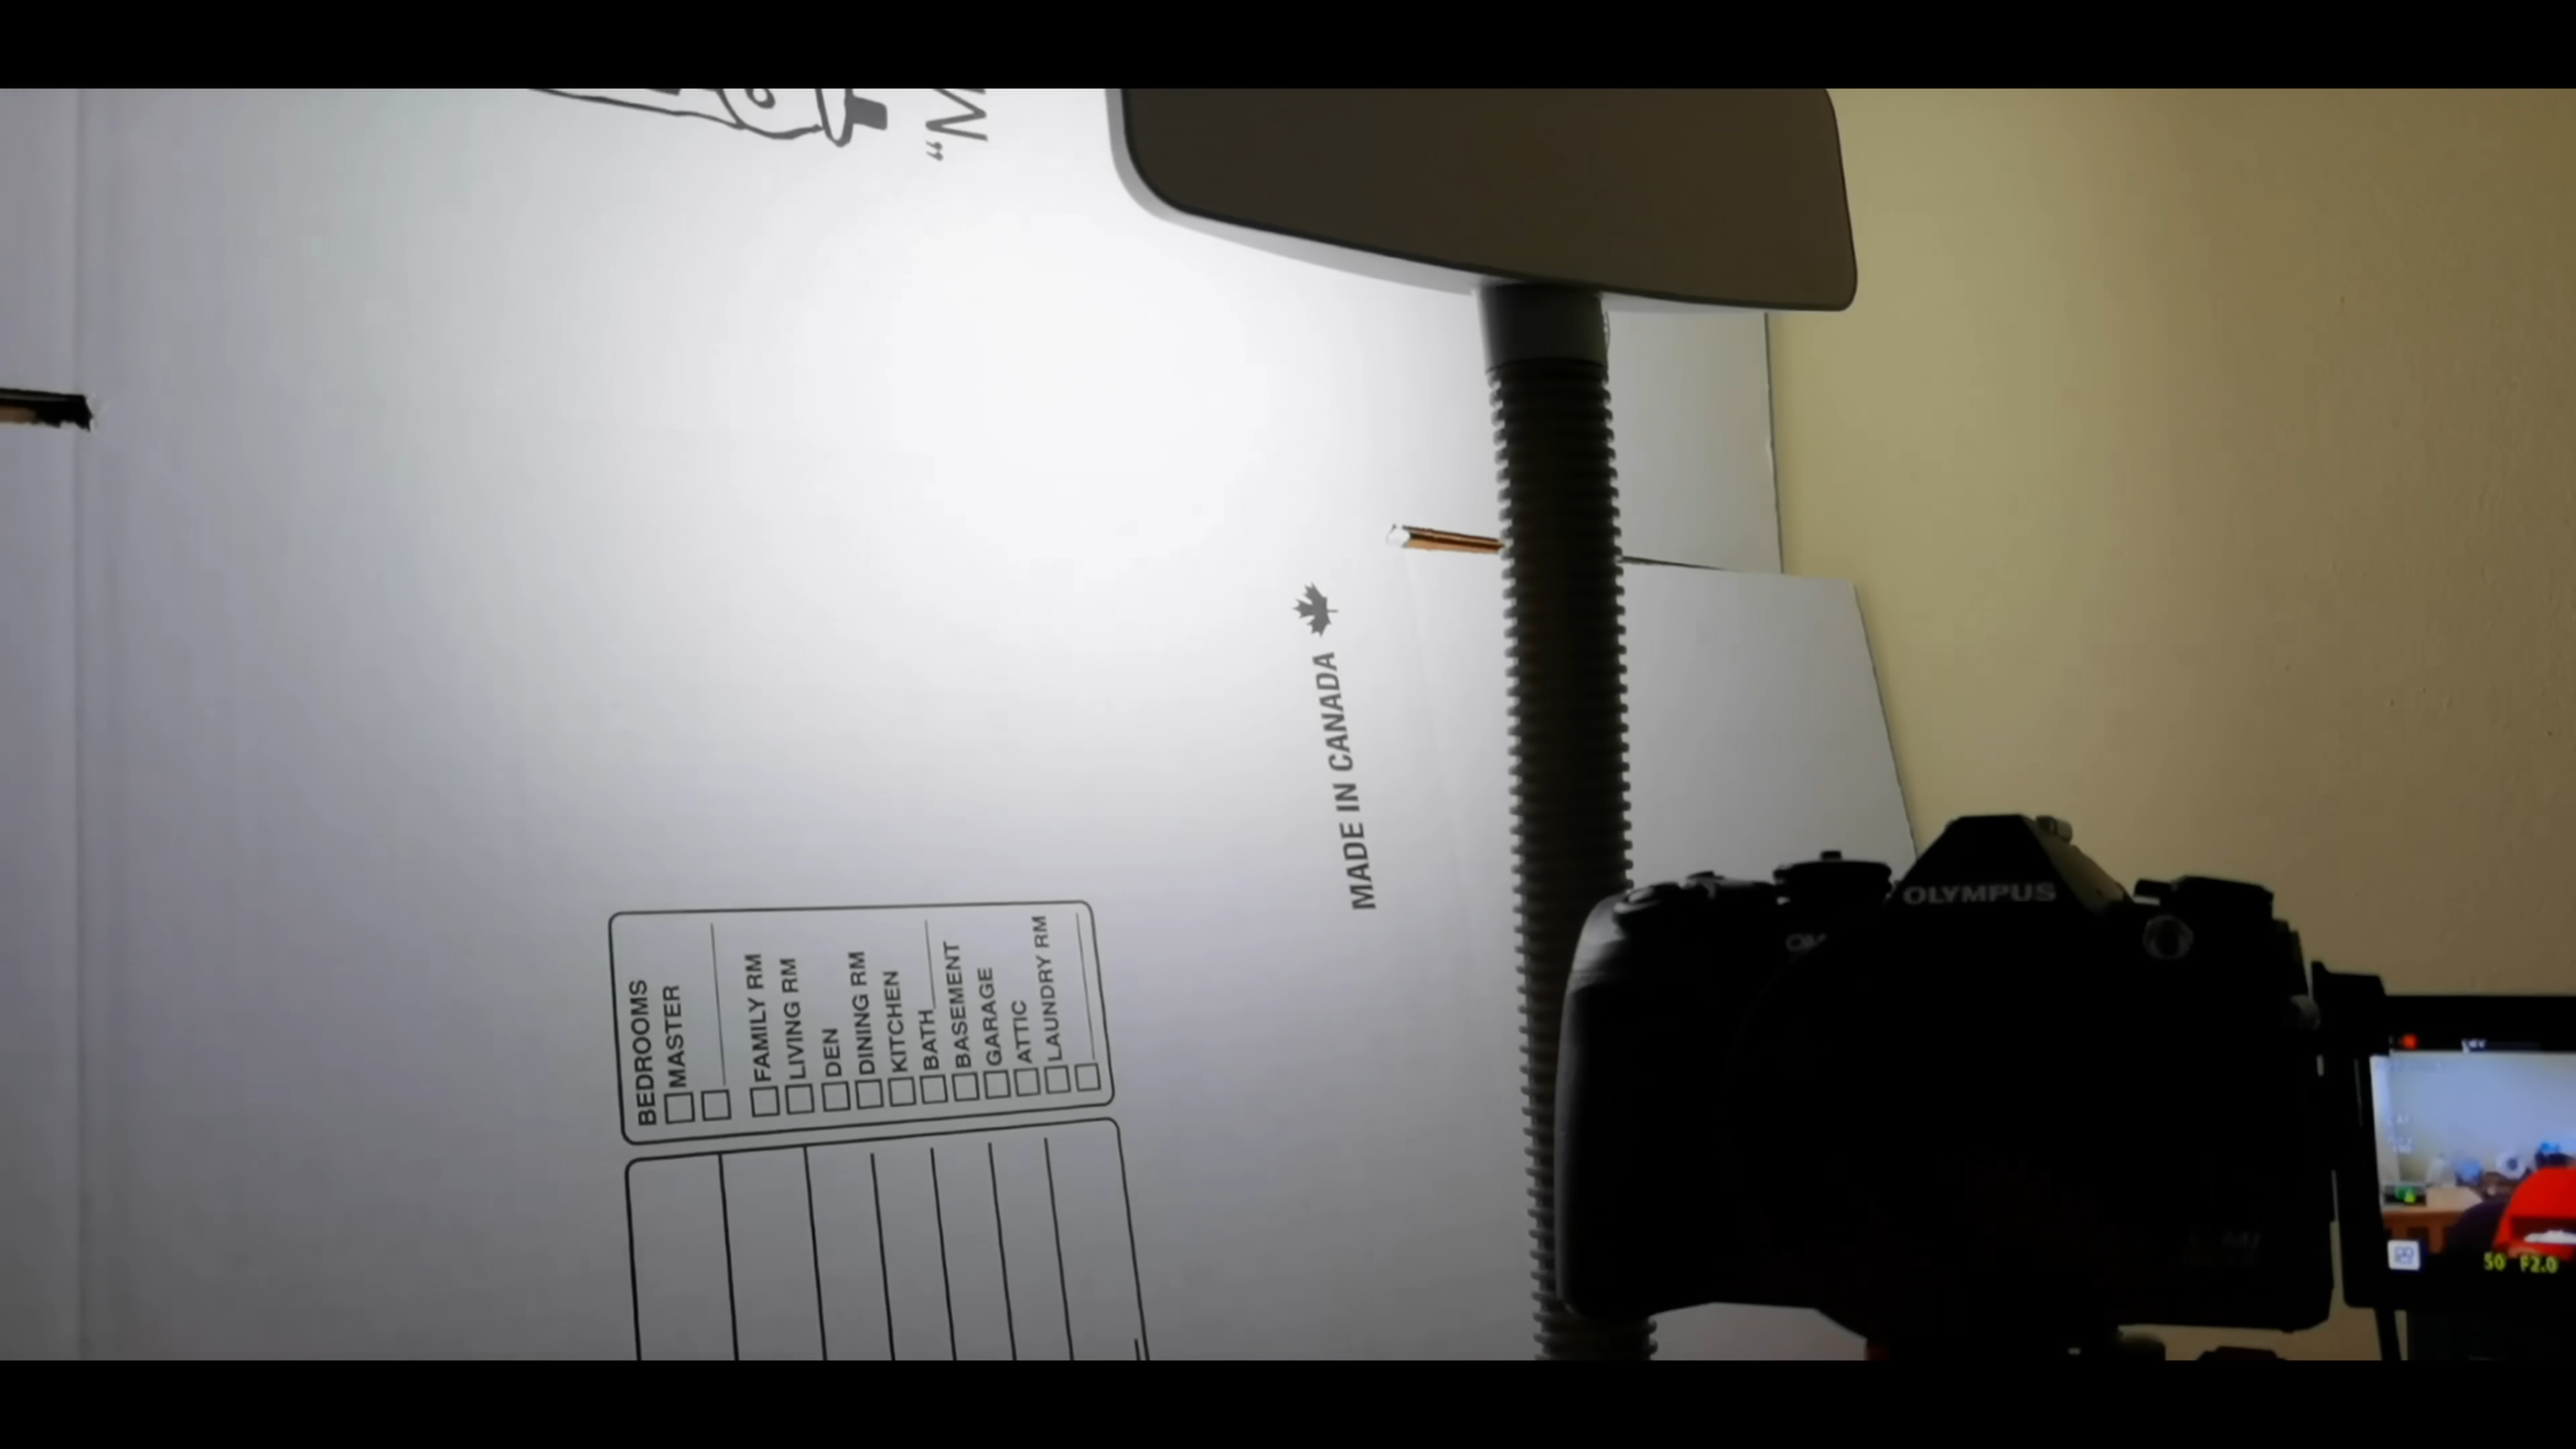 "W
MADE IN CANADA
BEDROOMS
MASTER
FAMILY RM
LIVING RM
DEN
DINING RM
KITCHEN
BATH
BASEMENT
GARAGE
ATTIC
LAUNDRY RM
OLYMPUS
OM
50 F2.0